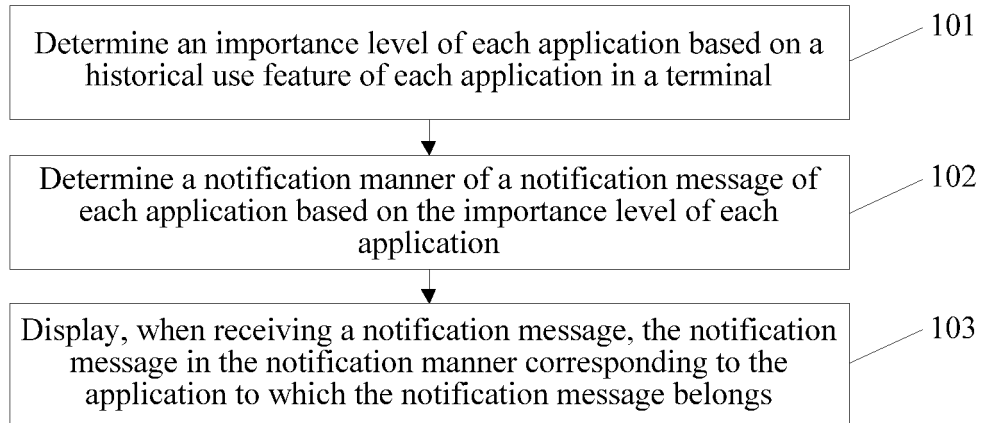 Determine an importance level of each application based on a
historical use feature of each application in a terminal
101
Determine a notification manner of a notification message of
each application based on the importance level of each
application
102
Display, when receiving a notification message, the notification
message in the notification manner corresponding to the
application to which the notification message belongs
103